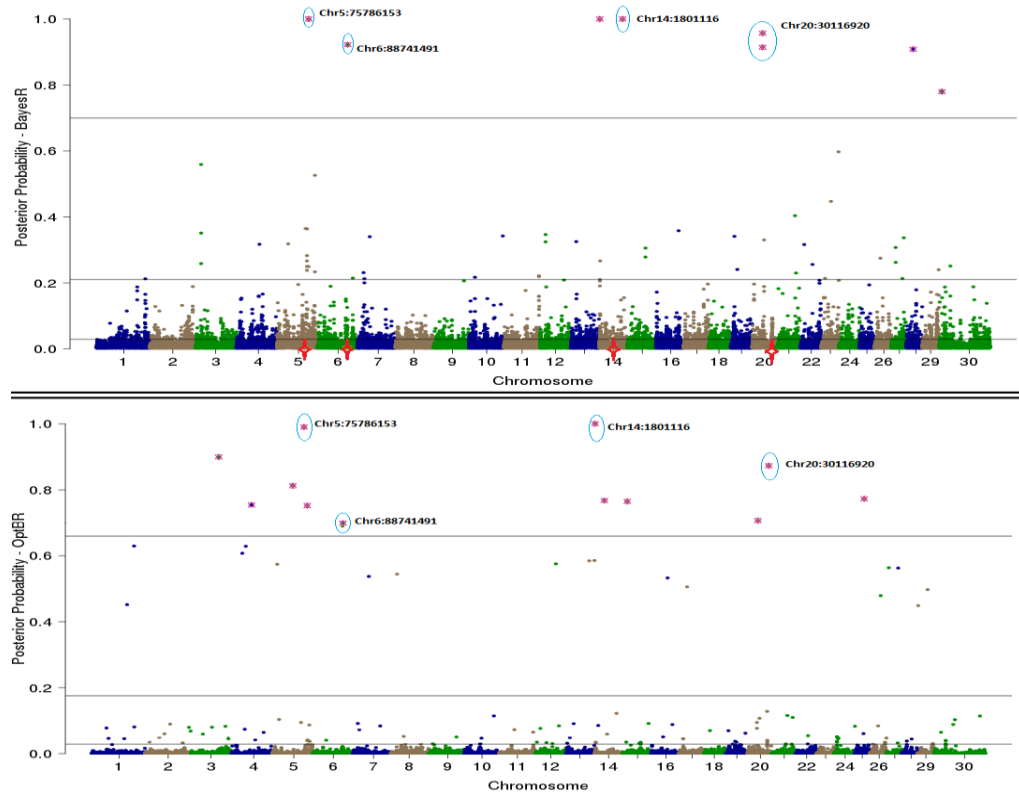 1.0
Chr5:75786153
Chr14:1801116
Chr20:30116920
Chr6:88741491
0.8
0.6
0.4
0.2
0.0
Posterior Probability - BayesR
1 2 3 4 5 6 7 8 9 10 11 12 14 16 18 20 22 24 26 29 30
Chromosome
1.0
Chr5:75786153
Chr14:1801116
Chr20:30116920
Chr6:88741491
0.8
0.6
0.4
0.2
0.0
Posterior Probability - OptBR
1 2 3 4 5 6 7 8 9 10 11 12 14 16 18 20 22 24 26 29 30
Chromosome